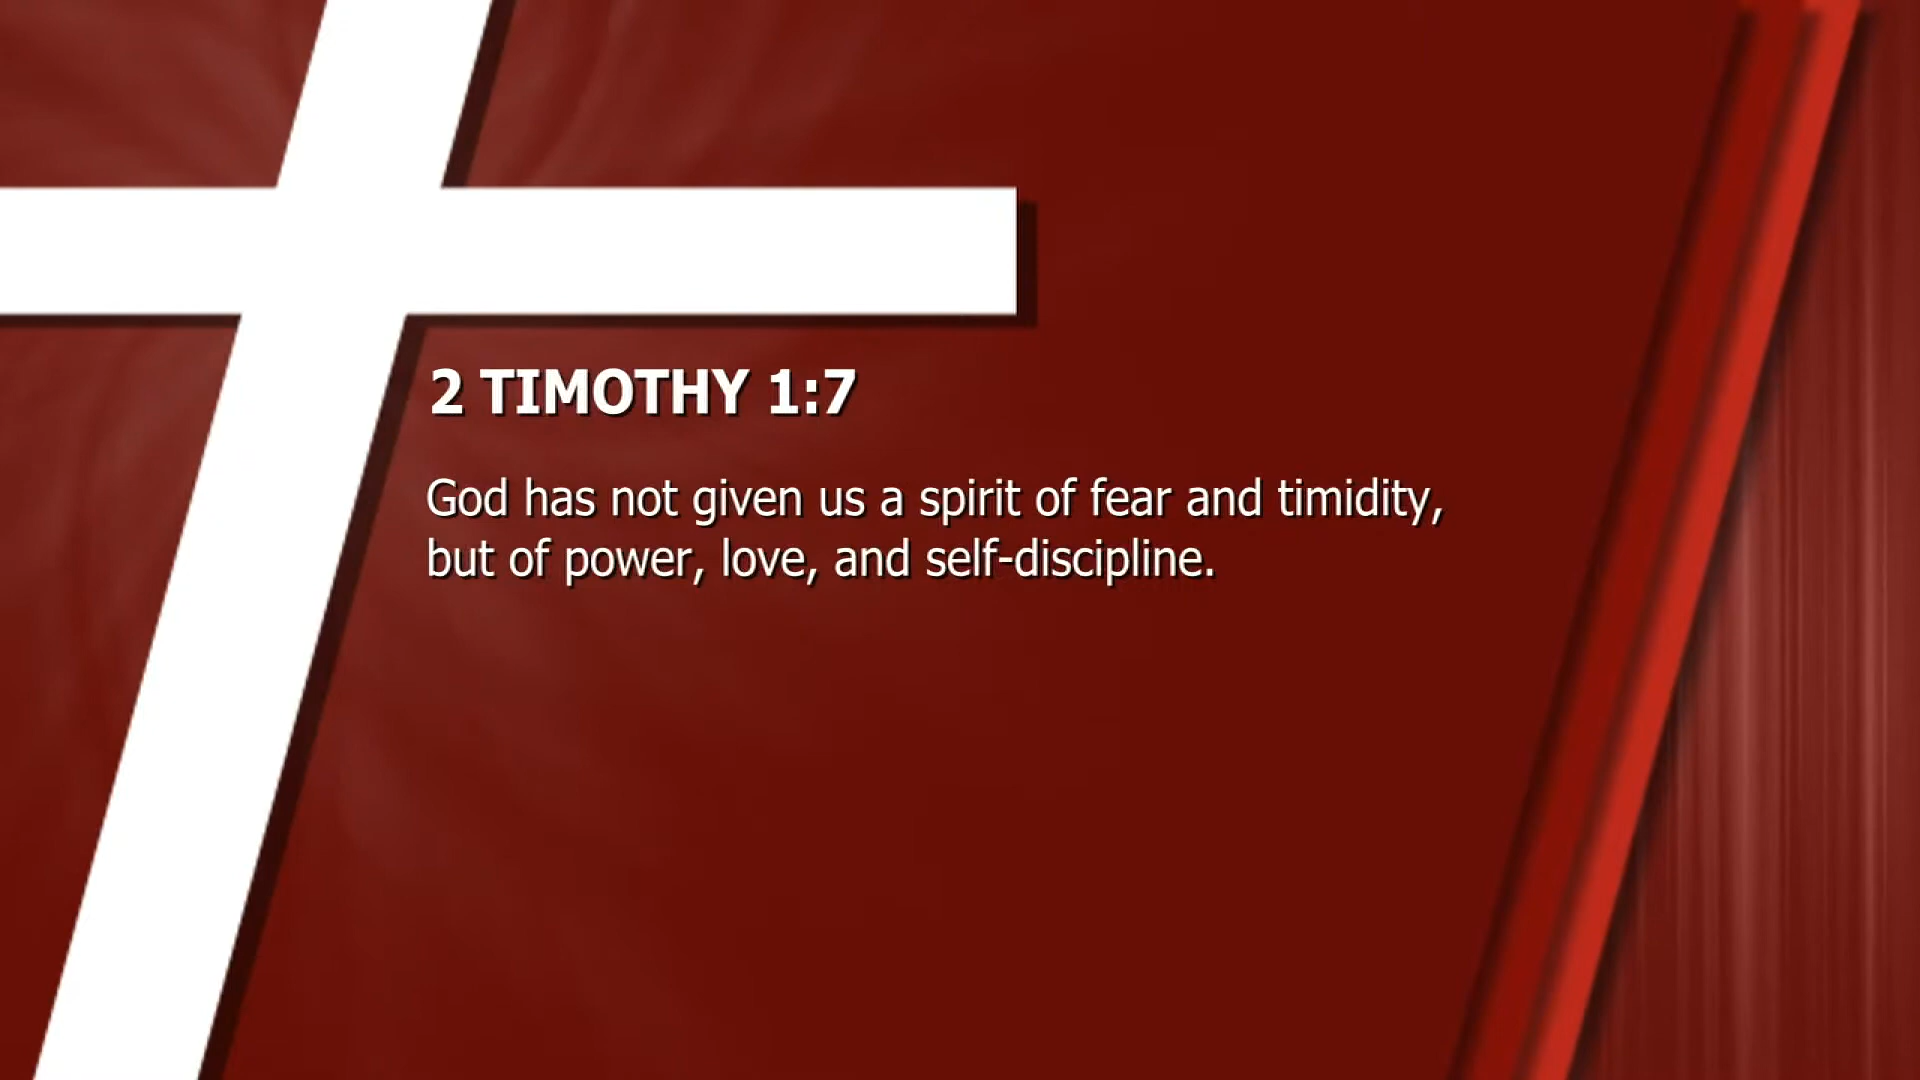 2 TIMOTHY 1:7
God has not given us a spirit of fear and timidity,
but of power, love, and self-discipline.